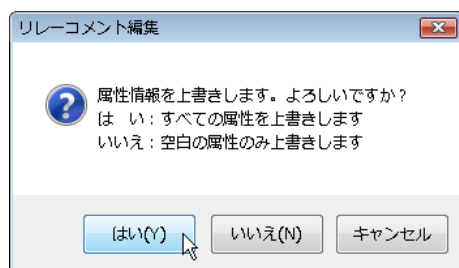 リレーコメント編集
属性情報を上書きします。よろしいですか?
は　い:すべての属性を上書きします
いいえ:空白の属性のみ上書きします
はい(Y)　いいえ(N)　キャンセル